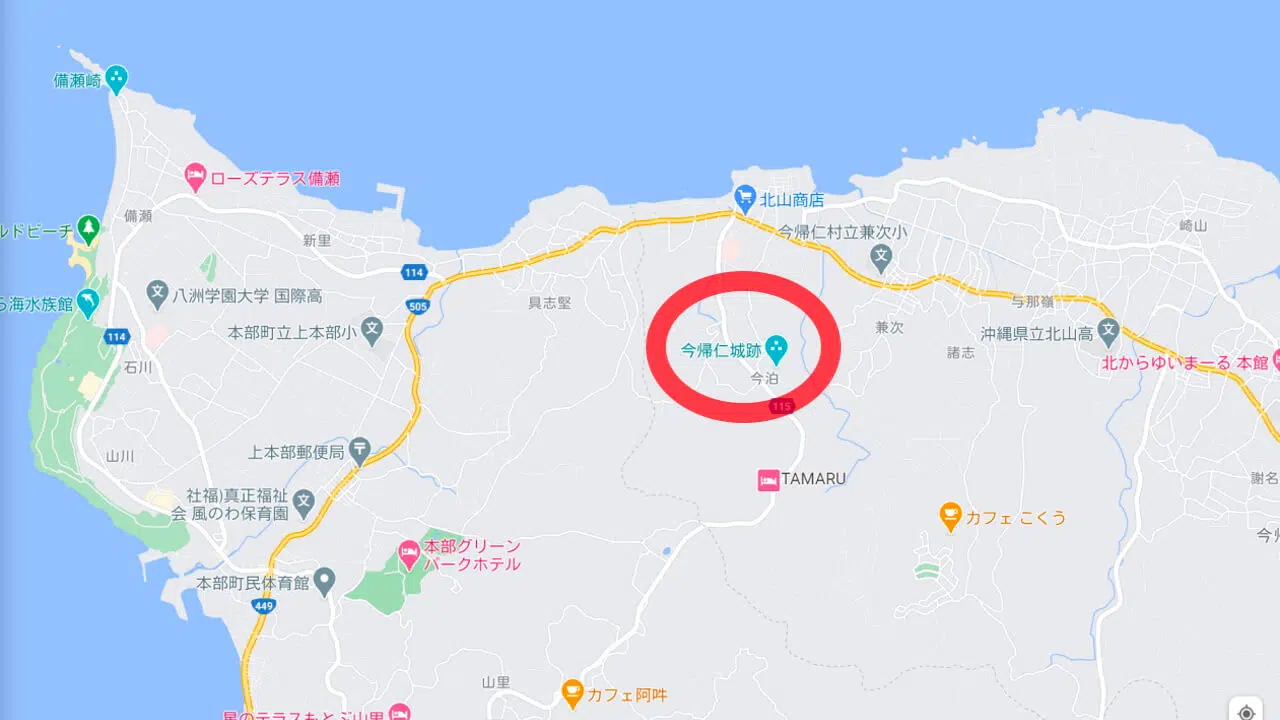 備瀬崎
ローズテラス備瀬
備瀬
ルドビーチ
新里
北山商店
今帰仁村立兼次小
崎山
114
505
八洲学園大学 国際高
ら海水族館
具志堅
与那嶺
本部町立上本部小
兼次
沖縄県立北山高
114
今帰仁城跡
諸志
北からゆいまーる 本館
石川
今泊
115
上本部郵便局
山川
TAMARU
謝名
社福)真正福祉
会 風のわ保育園
カフェ こくう
本部グリーン
パークホテル
本部町民体育館
449
山里
カフェ阿吽
星のテラスもとぶ山里